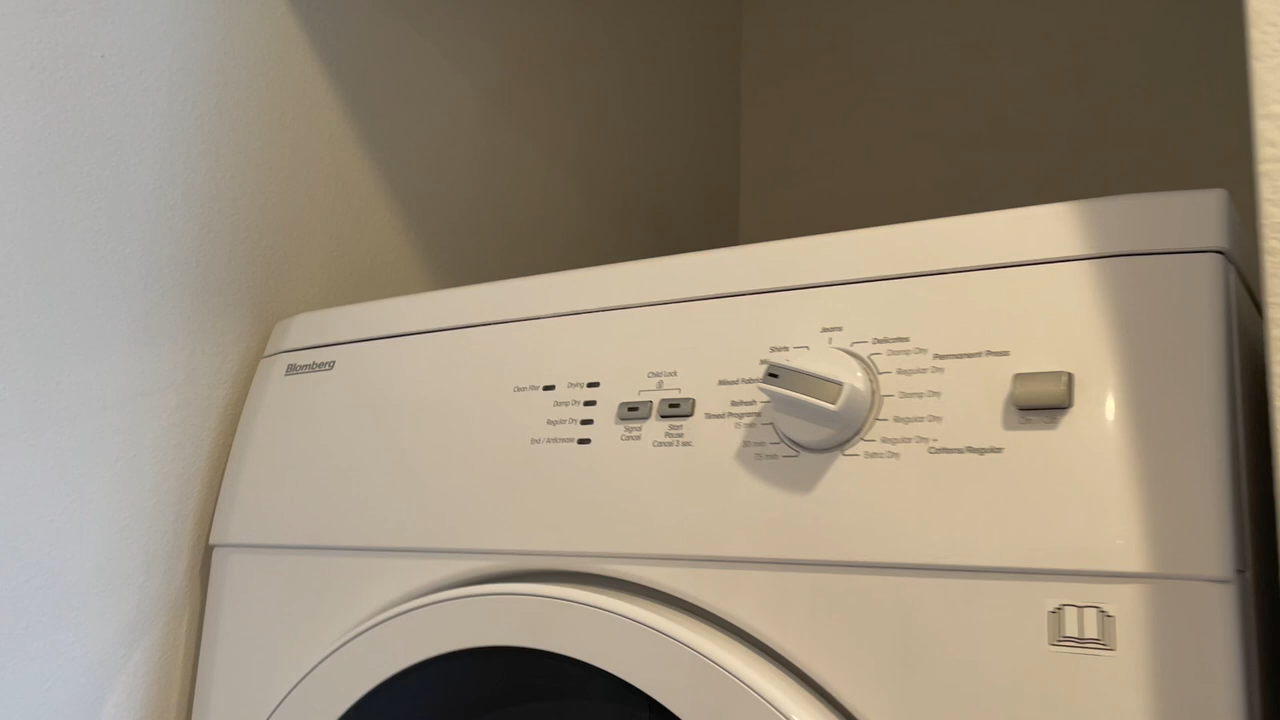 Blomberg
Clean Filter
Drying
Damp Dry
Regular Dry
End / Anticrease
Child Lock
Signal
Cancel
Start
Pause
Cancel 3 sec.
Jeans
Shirts
Mixed
Refresh
Timed Programs
15 min
30 min
75 min
Delicates
Damp Dry
Permanent Press
Regular Dry
Damp Dry
Regular Dry
Regular Dry +
Cottons/Regular
Extra Dry
On / Off